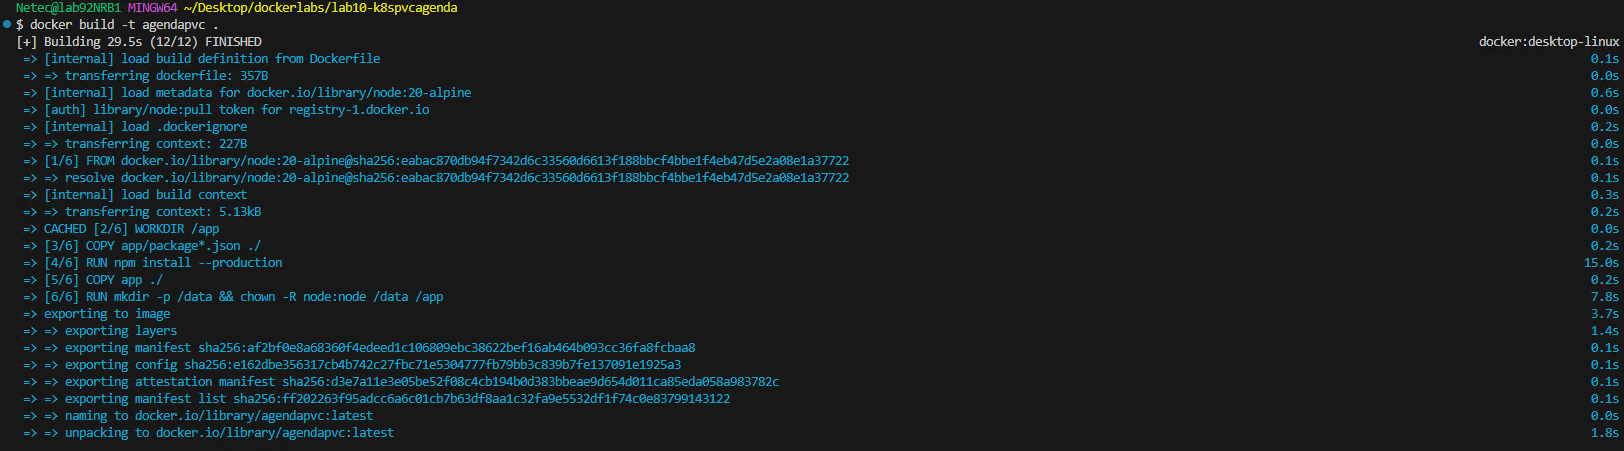 Netec@lab92NRB1 MINGW64 ~/Desktop/dockerlabs/lab10-k8spvcagenda
$ docker build -t agendapvc .
[+] Building 29.5s (12/12) FINISHED docker:desktop-linux
=> [internal] load build definition from Dockerfile 0.1s
=> => transferring dockerfile: 357B 0.0s
=> [internal] load metadata for docker.io/library/node:20-alpine 0.6s
=> [auth] library/node:pull token for registry-1.docker.io 0.0s
=> [internal] load .dockerignore 0.2s
=> => transferring context: 227B 0.0s
=> [1/6] FROM docker.io/library/node:20-alpine@sha256:eabac870db94f7342d6c33560d6613f188bbcf4bbe1f4eb47d5e2a08e1a37722 0.1s
=> => resolve docker.io/library/node:20-alpine@sha256:eabac870db94f7342d6c33560d6613f188bbcf4bbe1f4eb47d5e2a08e1a37722 0.1s
=> [internal] load build context 0.3s
=> => transferring context: 5.13kB 0.2s
=> CACHED [2/6] WORKDIR /app 0.0s
=> [3/6] COPY app/package*.json ./ 0.2s
=> [4/6] RUN npm install --production 15.0s
=> [5/6] COPY app ./ 0.2s
=> [6/6] RUN mkdir -p /data && chown -R node:node /data /app 7.8s
=> exporting to image 3.7s
=> => exporting layers 1.4s
=> => exporting manifest sha256:af2bf0e8a68360f4edeed1c106809ebc38622bef16ab464b093cc36fa8fcbaa8 0.1s
=> => exporting config sha256:e162dbe356317cb4b742c27fbc71e5304777fb79bb3c839b7fe137091e1925a3 0.1s
=> => exporting attestation manifest sha256:d3e7a11e3e05be52f08c4cb194b0d383bbeae9d654d011ca85eda058a983782c 0.1s
=> => exporting manifest list sha256:ff202263f95adcc6a6c01cb7b63df8aa1c32fa9e5532df1f74c0e83799143122 0.1s
=> => naming to docker.io/library/agendapvc:latest 0.0s
=> => unpacking to docker.io/library/agendapvc:latest 1.8s